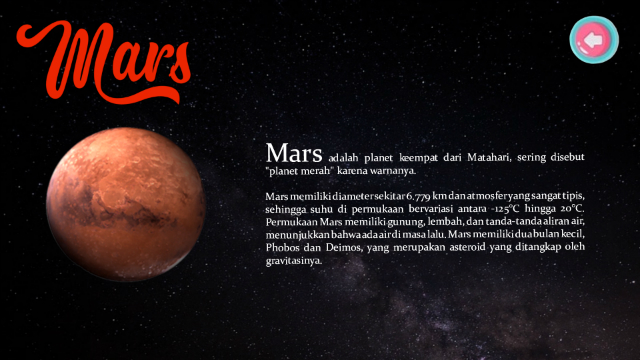 Mars
Mars adalah planet keempat dari Matahari, sering disebut
"planet merah" karena warnanya.
Mars memiliki diameter sekitar 6.779 km dan atmosfer yang sangat tipis,
sehingga suhu di permukaan bervariasi antara -125°C hingga 20°C.
Permukaan Mars memiliki gunung, lembah, dan tanda-tanda aliran air,
menunjukkan bahwa ada air di masa lalu. Mars memiliki dua bulan kecil,
Phobos dan Deimos, yang merupakan asteroid yang ditangkap oleh
gravitasinya.